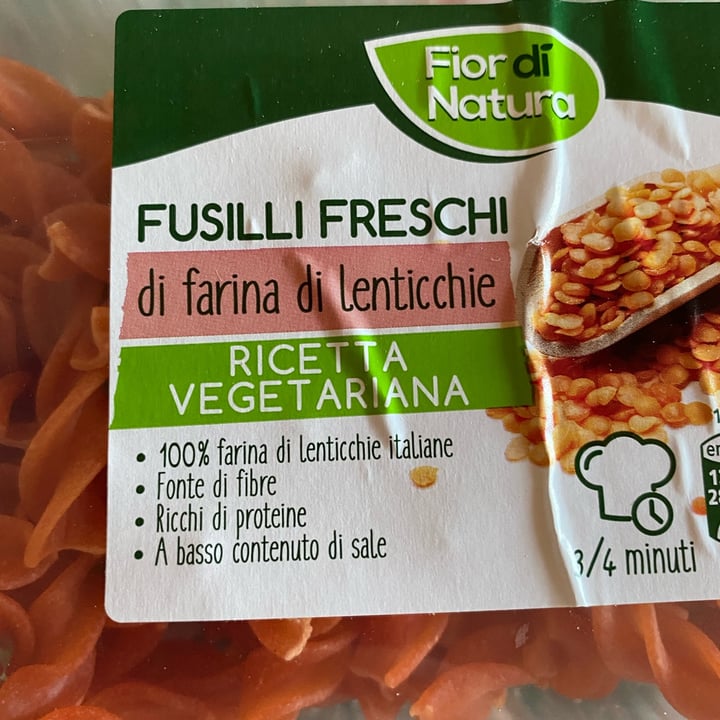 Fior di
Natura
FUSILLI FRESCHI
di farina di lenticchie
RICETTA
VEGETARIANA
• 100% farina di lenticchie italiane
• Fonte di fibre
• Ricchi di proteine
• A basso contenuto di sale
3/4 minuti